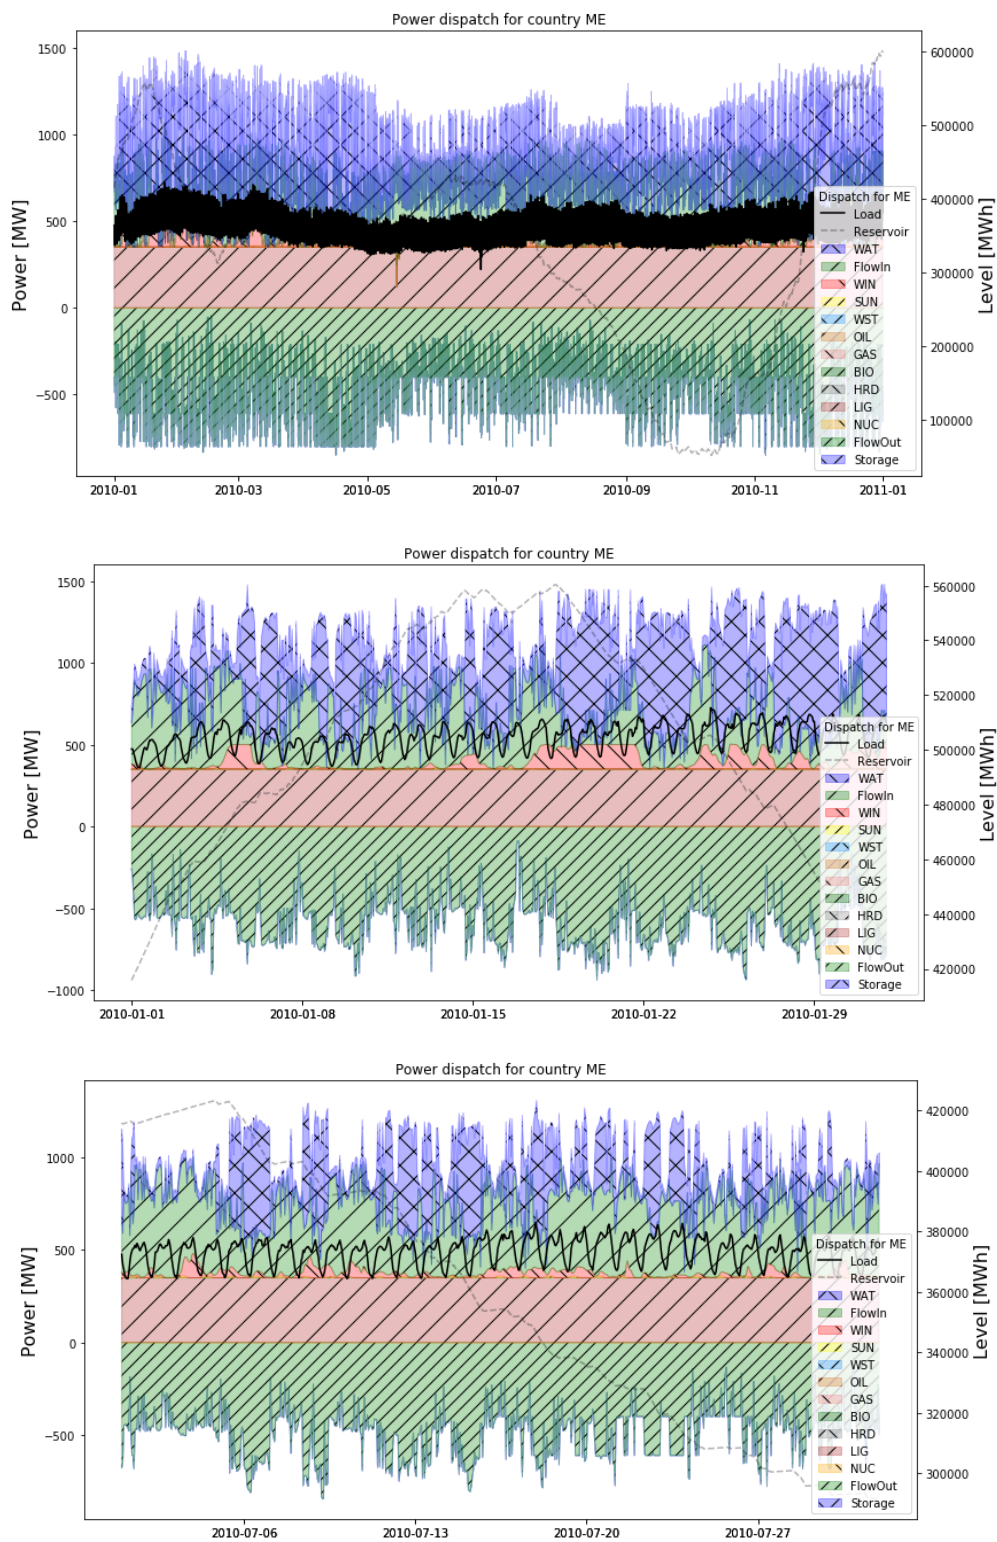 Power dispatch for country ME
1500
1000
500
0
−500
Power [MW]
600000
500000
400000
300000
200000
100000
Level [MWh]
Dispatch for ME
Load
Reservoir
WAT
FlowIn
WIN
SUN
WST
OIL
GAS
BIO
HRD
LIG
NUC
FlowOut
Storage
2010-01
2010-03
2010-05
2010-07
2010-09
2010-11
2011-01
Power dispatch for country ME
1500
1000
500
0
−500
−1000
Power [MW]
560000
540000
520000
500000
480000
460000
440000
420000
Level [MWh]
Dispatch for ME
Load
Reservoir
WAT
FlowIn
WIN
SUN
WST
OIL
GAS
BIO
HRD
LIG
NUC
FlowOut
Storage
2010-01-01
2010-01-08
2010-01-15
2010-01-22
2010-01-29
Power dispatch for country ME
1000
500
0
−500
Power [MW]
420000
400000
380000
360000
340000
320000
300000
Level [MWh]
Dispatch for ME
Load
Reservoir
WAT
FlowIn
WIN
SUN
WST
OIL
GAS
BIO
HRD
LIG
NUC
FlowOut
Storage
2010-07-06
2010-07-13
2010-07-20
2010-07-27